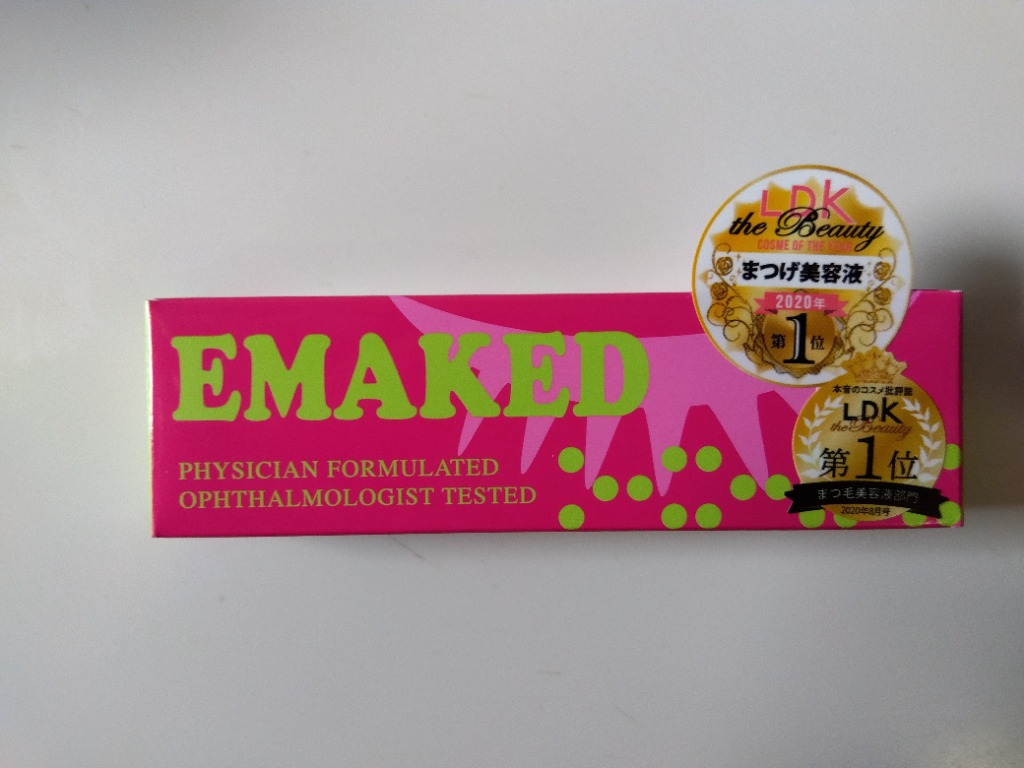 EMAKED
PHYSICIAN FORMULATED
OPHTHALMOLOGIST TESTED
LDK
the Beauty
COSME OF THE YEAR
まつげ美容液
2020年
第1位
本音のコスメ批評誌
LDK
the Beauty
第1位
まつ毛美容液部門
2020年8月号